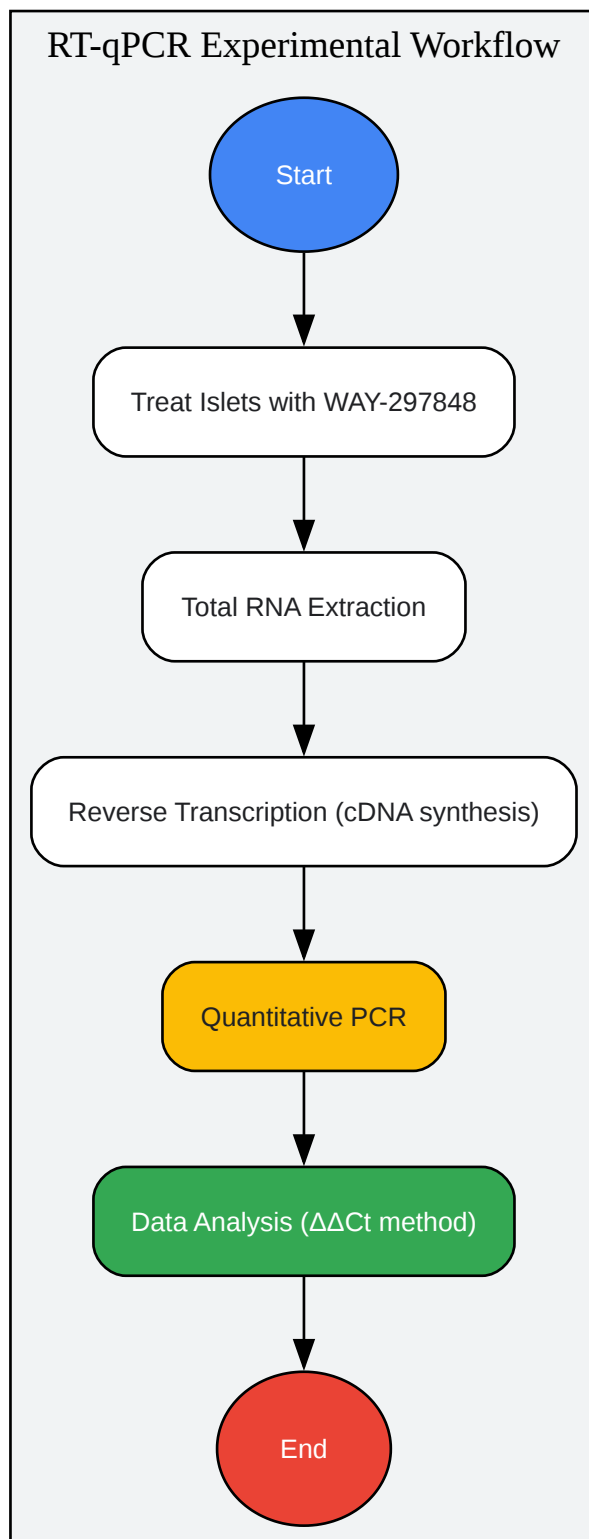 RT-qPCR Experimental Workflow
Start
Treat Islets with WAY-297848
Total RNA Extraction
Reverse Transcription (cDNA synthesis)
Quantitative PCR
Data Analysis (ΔΔCt method)
End